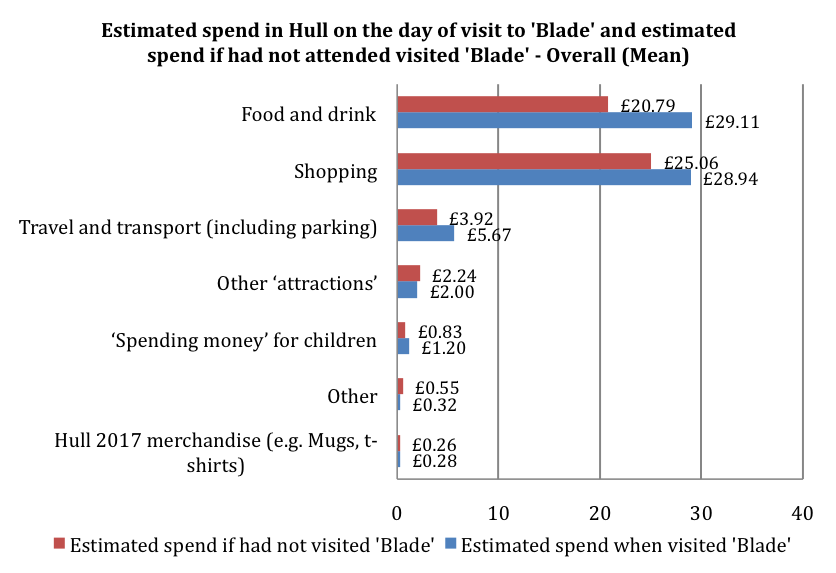 Estimated spend in Hull on the day of visit to 'Blade' and estimated
spend if had not attended visited 'Blade' - Overall (Mean)
Food and drink
£20.79
£29.11
Shopping
£25.06
£28.94
Travel and transport (including parking)
£3.92
£5.67
Other ‘attractions’
£2.24
£2.00
‘Spending money’ for children
£0.83
£1.20
Other
£0.55
£0.32
Hull 2017 merchandise (e.g. Mugs, t-
shirts)
£0.26
£0.28
0 10 20 30 40
Estimated spend if had not visited 'Blade' Estimated spend when visited 'Blade'